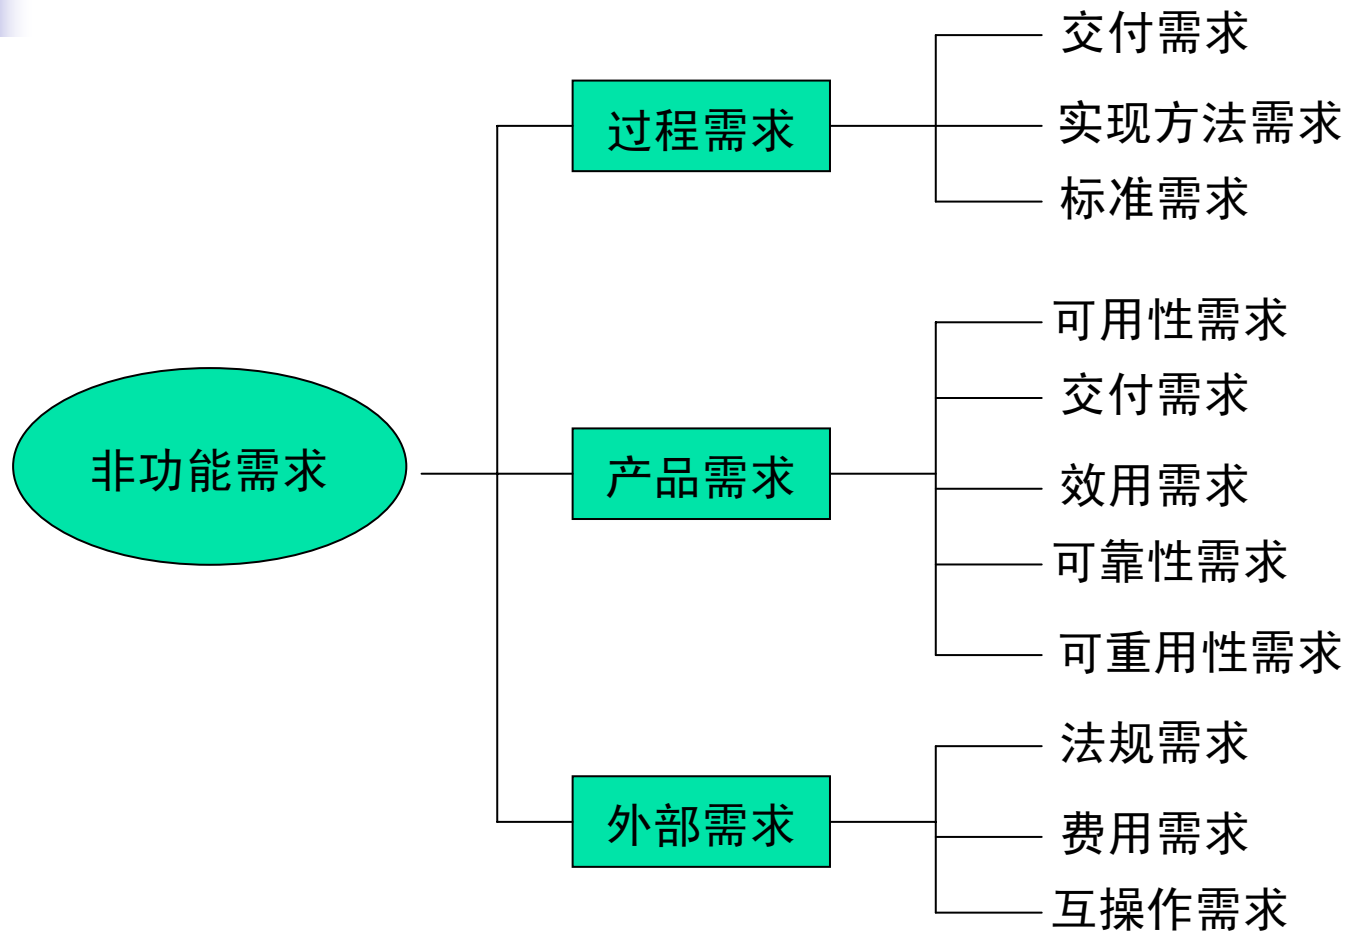 非功能需求
过程需求
交付需求
实现方法需求
标准需求
产品需求
可用性需求
交付需求
效用需求
可靠性需求
可重用性需求
外部需求
法规需求
费用需求
互操作需求